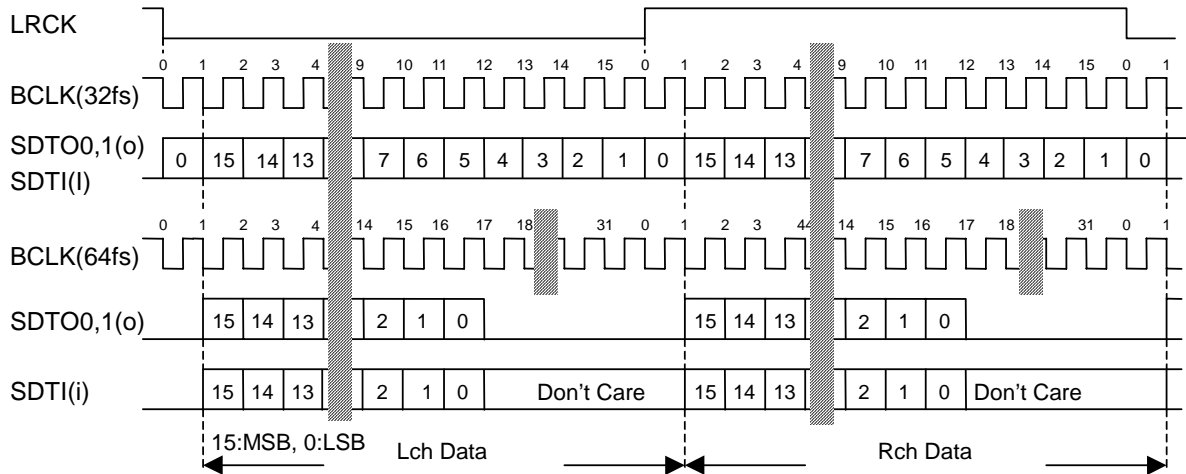 LRCK
0 1 2 3 4 9 10 11 12 13 14 15 0 1 2 3 4 9 10 11 12 13 14 15 0 1
BCLK(32fs)
SDTO0,1(o) 0 15 14 13 7 6 5 4 3 2 1 0 15 14 13 7 6 5 4 3 2 1 0
SDTI(I)
0 1 2 3 4 14 15 16 17 18 31 0 1 2 3 44 14 15 16 17 18 31 0 1
BCLK(64fs)
SDTO0,1(o) 15 14 13 2 1 0 15 14 13 2 1 0
SDTI(i) 15 14 13 2 1 0 Don't Care 15 14 13 2 1 0 Don't Care
15:MSB, 0:LSB
Lch Data Rch Data